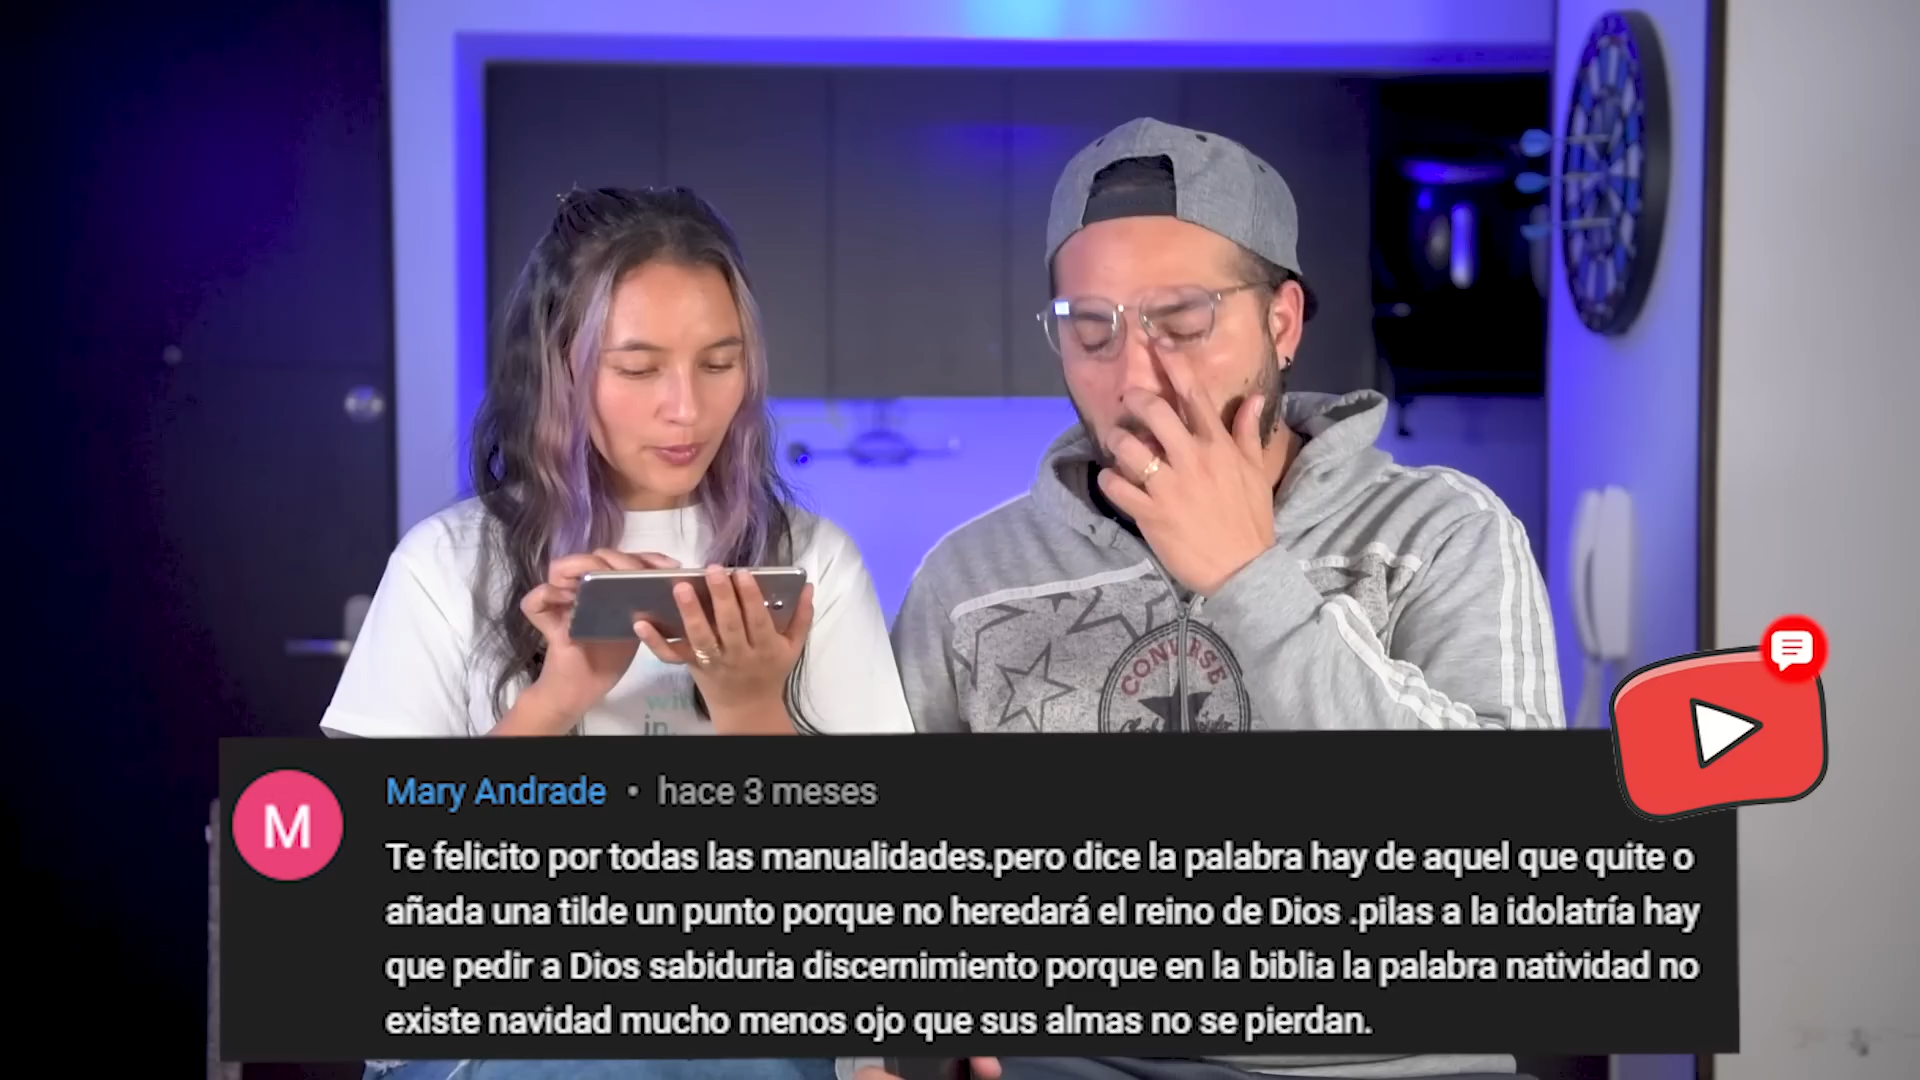 CONVERSE
in
M
Mary Andrade • hace 3 meses
Te felicito por todas las manualidades.pero dice la palabra hay de aquel que quite o
añada una tilde un punto porque no heredará el reino de Dios .pilas a la idolatría hay
que pedir a Dios sabiduria discernimiento porque en la biblia la palabra natividad no
existe navidad mucho menos ojo que sus almas no se pierdan.